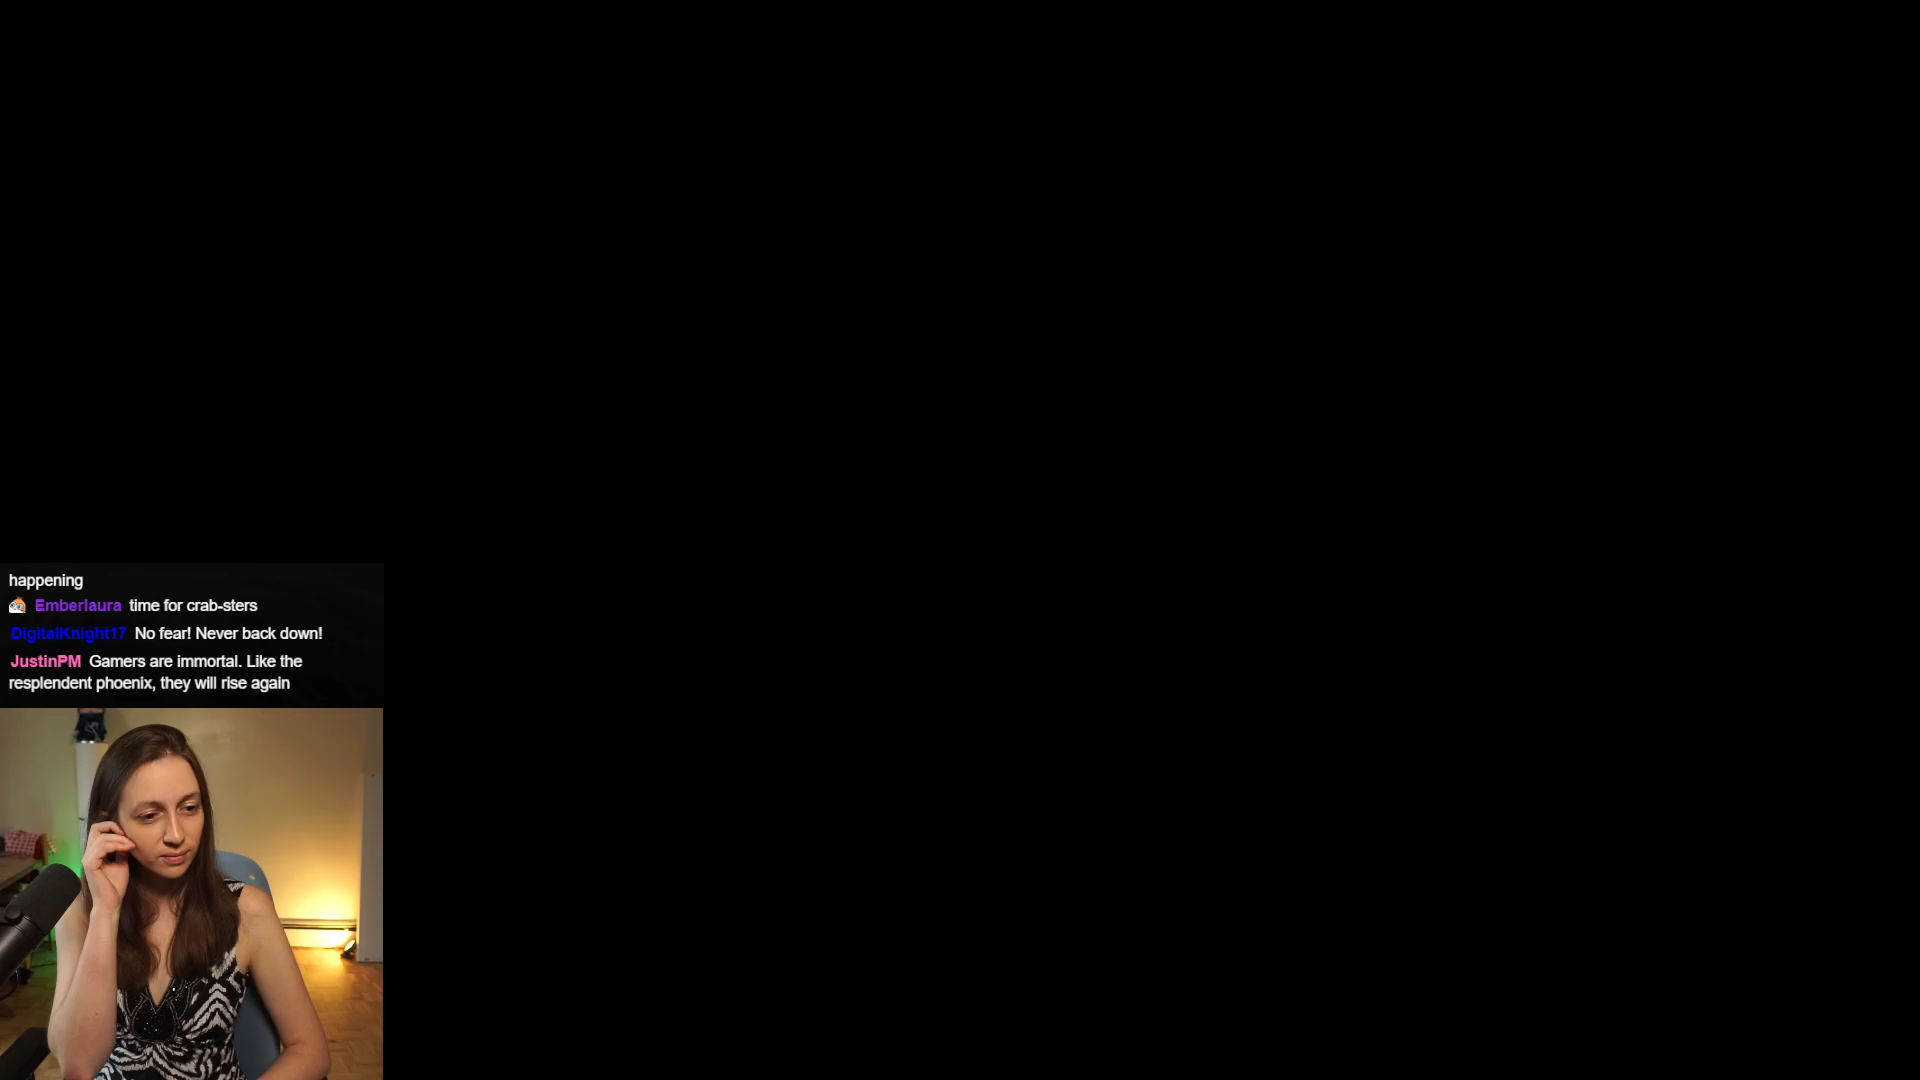 happening
Emberlaura time for crab-sters
DigitalKnight17 No fear! Never back down!
JustinPM Gamers are immortal. Like the
resplendent phoenix, they will rise again